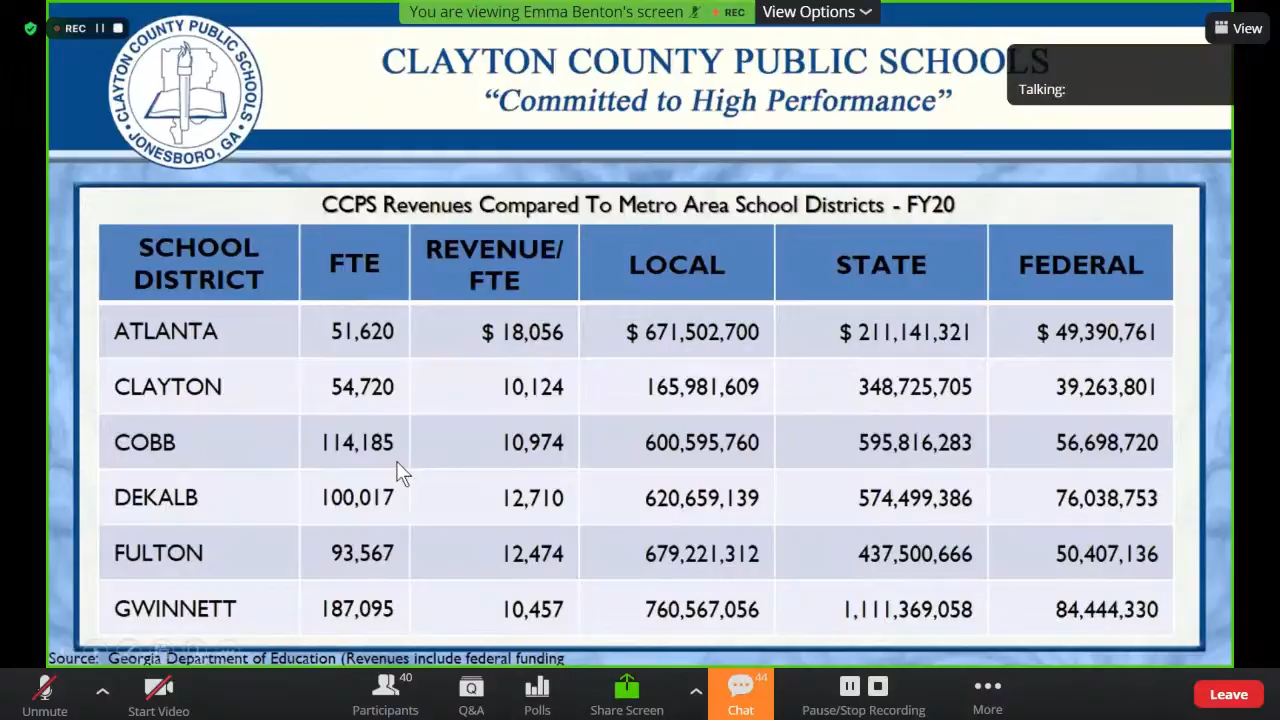 You are viewing Emma Benton's screen REC View Options
REC
View
CLAYTON COUNTY PUBLIC SCHOOLS
JONESBORO, GA
CLAYTON COUNTY PUBLIC SCHOOLS
"Committed to High Performance"
Talking:
CCPS Revenues Compared To Metro Area School Districts - FY20
SCHOOL DISTRICT FTE REVENUE/ FTE LOCAL STATE FEDERAL
ATLANTA 51,620 $ 18,056 $ 671,502,700 $ 211,141,321 $ 49,390,761
CLAYTON 54,720 10,124 165,981,609 348,725,705 39,263,801
COBB 114,185 10,974 600,595,760 595,816,283 56,698,720
DEKALB 100,017 12,710 620,659,139 574,499,386 76,038,753
FULTON 93,567 12,474 679,221,312 437,500,666 50,407,136
GWINNETT 187,095 10,457 760,567,056 1,111,369,058 84,444,330
Source: Georgia Department of Education (Revenues include federal funding
40 44
Unmute Start Video Participants Q&A Polls Share Screen Chat Pause/Stop Recording More Leave